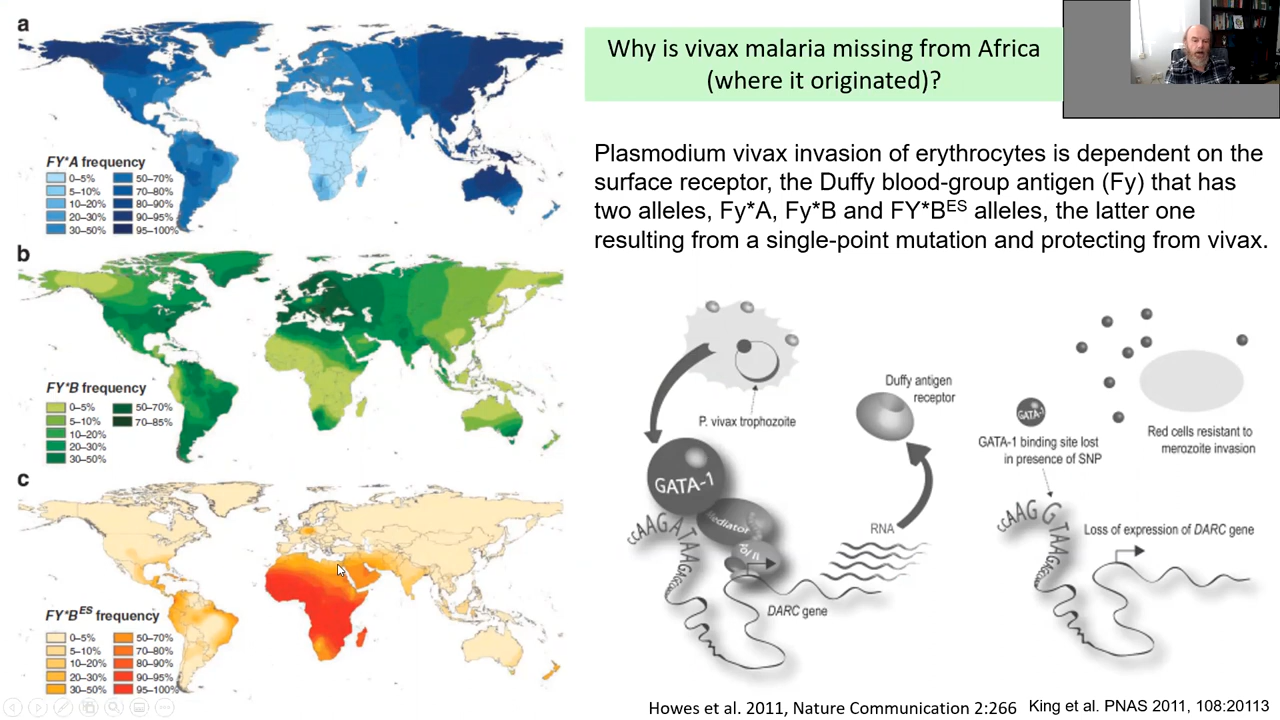 a
FY*A frequency
0–5%
5–10%
10–20%
20–30%
30–50%
50–70%
70–80%
80–90%
90–95%
95–100%
b
FY*B frequency
0–5%
5–10%
10–20%
20–30%
30–50%
50–70%
70–85%
c
FY*Bᴱˢ frequency
0–5%
5–10%
10–20%
20–30%
30–50%
50–70%
70–80%
80–90%
90–95%
95–100%
Why is vivax malaria missing from Africa
(where it originated)?
Plasmodium vivax invasion of erythrocytes is dependent on the
surface receptor, the Duffy blood-group antigen (Fy) that has
two alleles, Fy*A, Fy*B and FY*Bᴱˢ alleles, the latter one
resulting from a single-point mutation and protecting from vivax.
P. vivax trophozoite
GATA-1
Mediator
Pol II
CCAAGATAA
RNA
Duffy antigen
receptor
DARC gene
GATA-1
GATA-1 binding site lost
in presence of SNP
CCAAGGTAA
Red cells resistant to
merozoite invasion
Loss of expression of DARC gene
Howes et al. 2011, Nature Communication 2:266
King et al. PNAS 2011, 108:20113